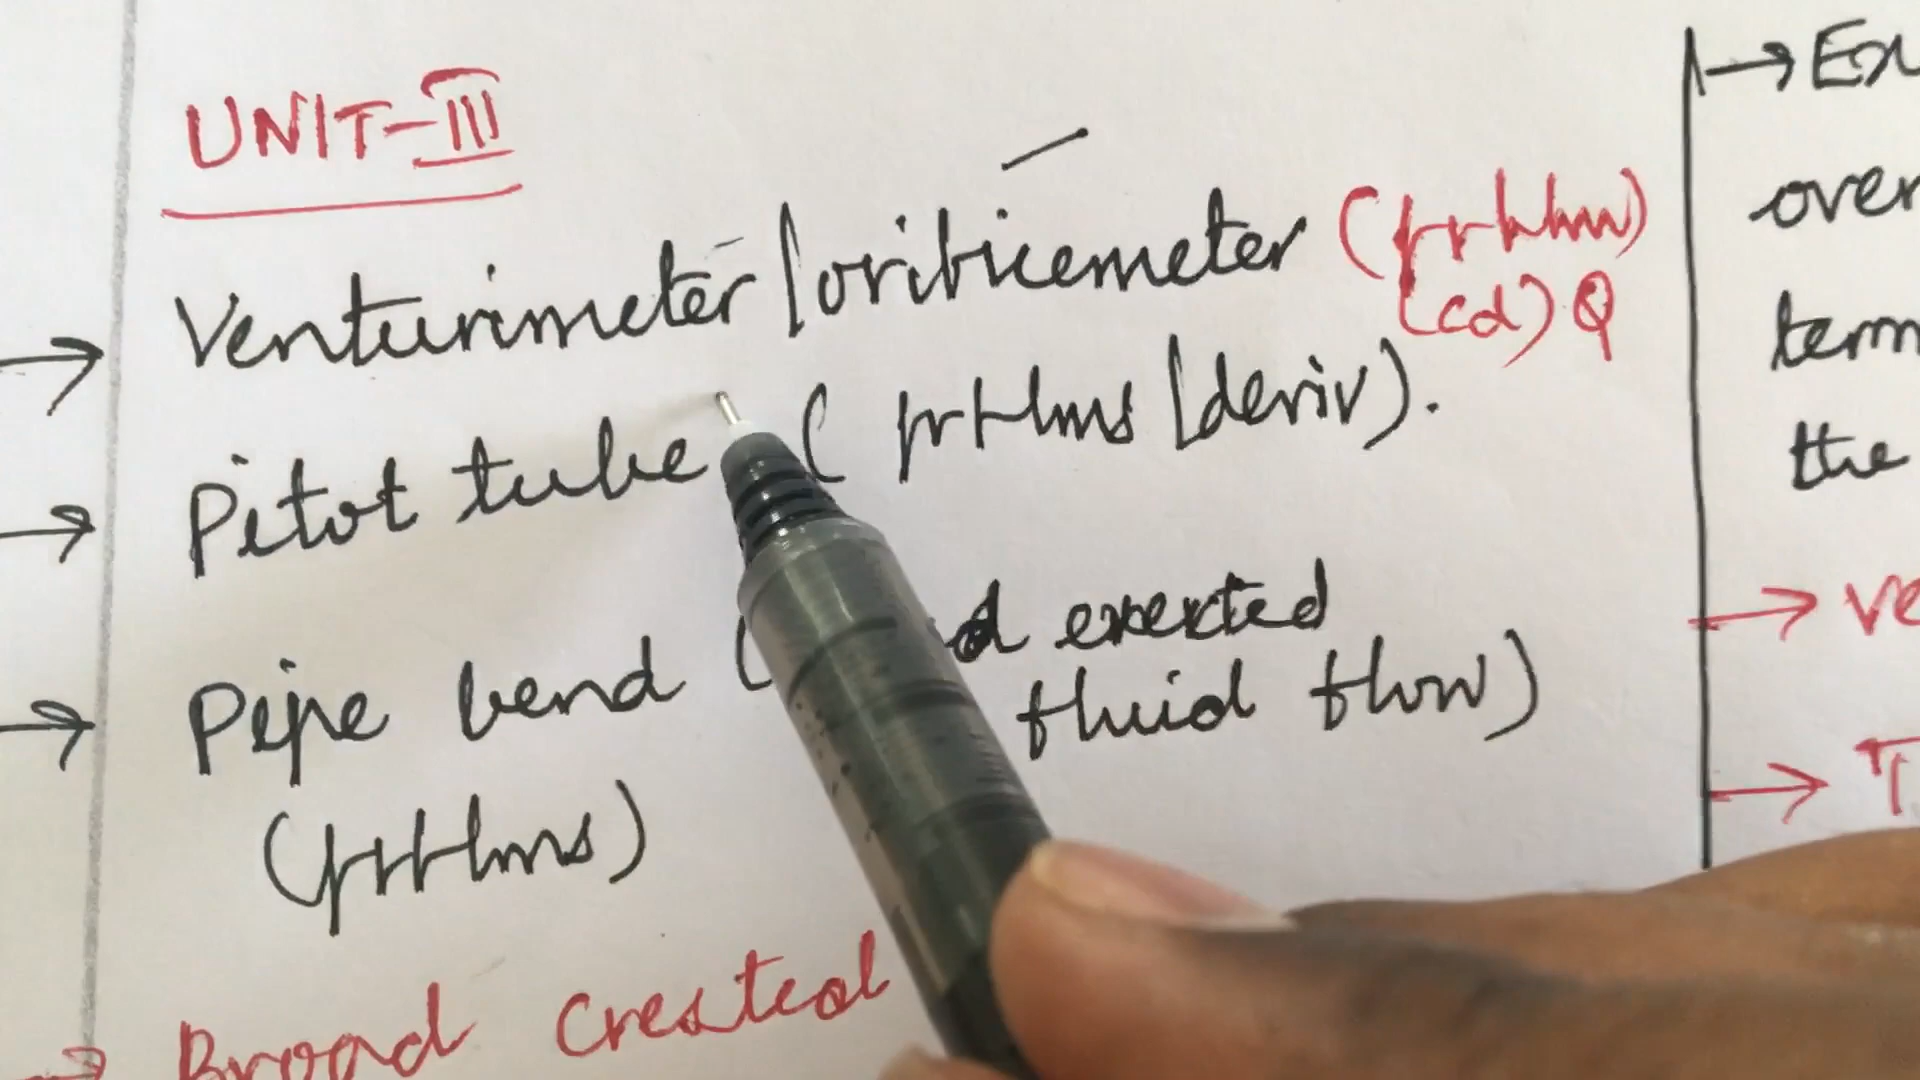 UNIT-III
→ Venturimeter / orificemeter (prblm)
(cd) Q
→ Pitot tube ( prblms / deriv).
→ Pipe bend ( d exerted
fluid flow)
(prblms)
→ Broad crested
→ Ex
over
term
the
→ Ve
→ T